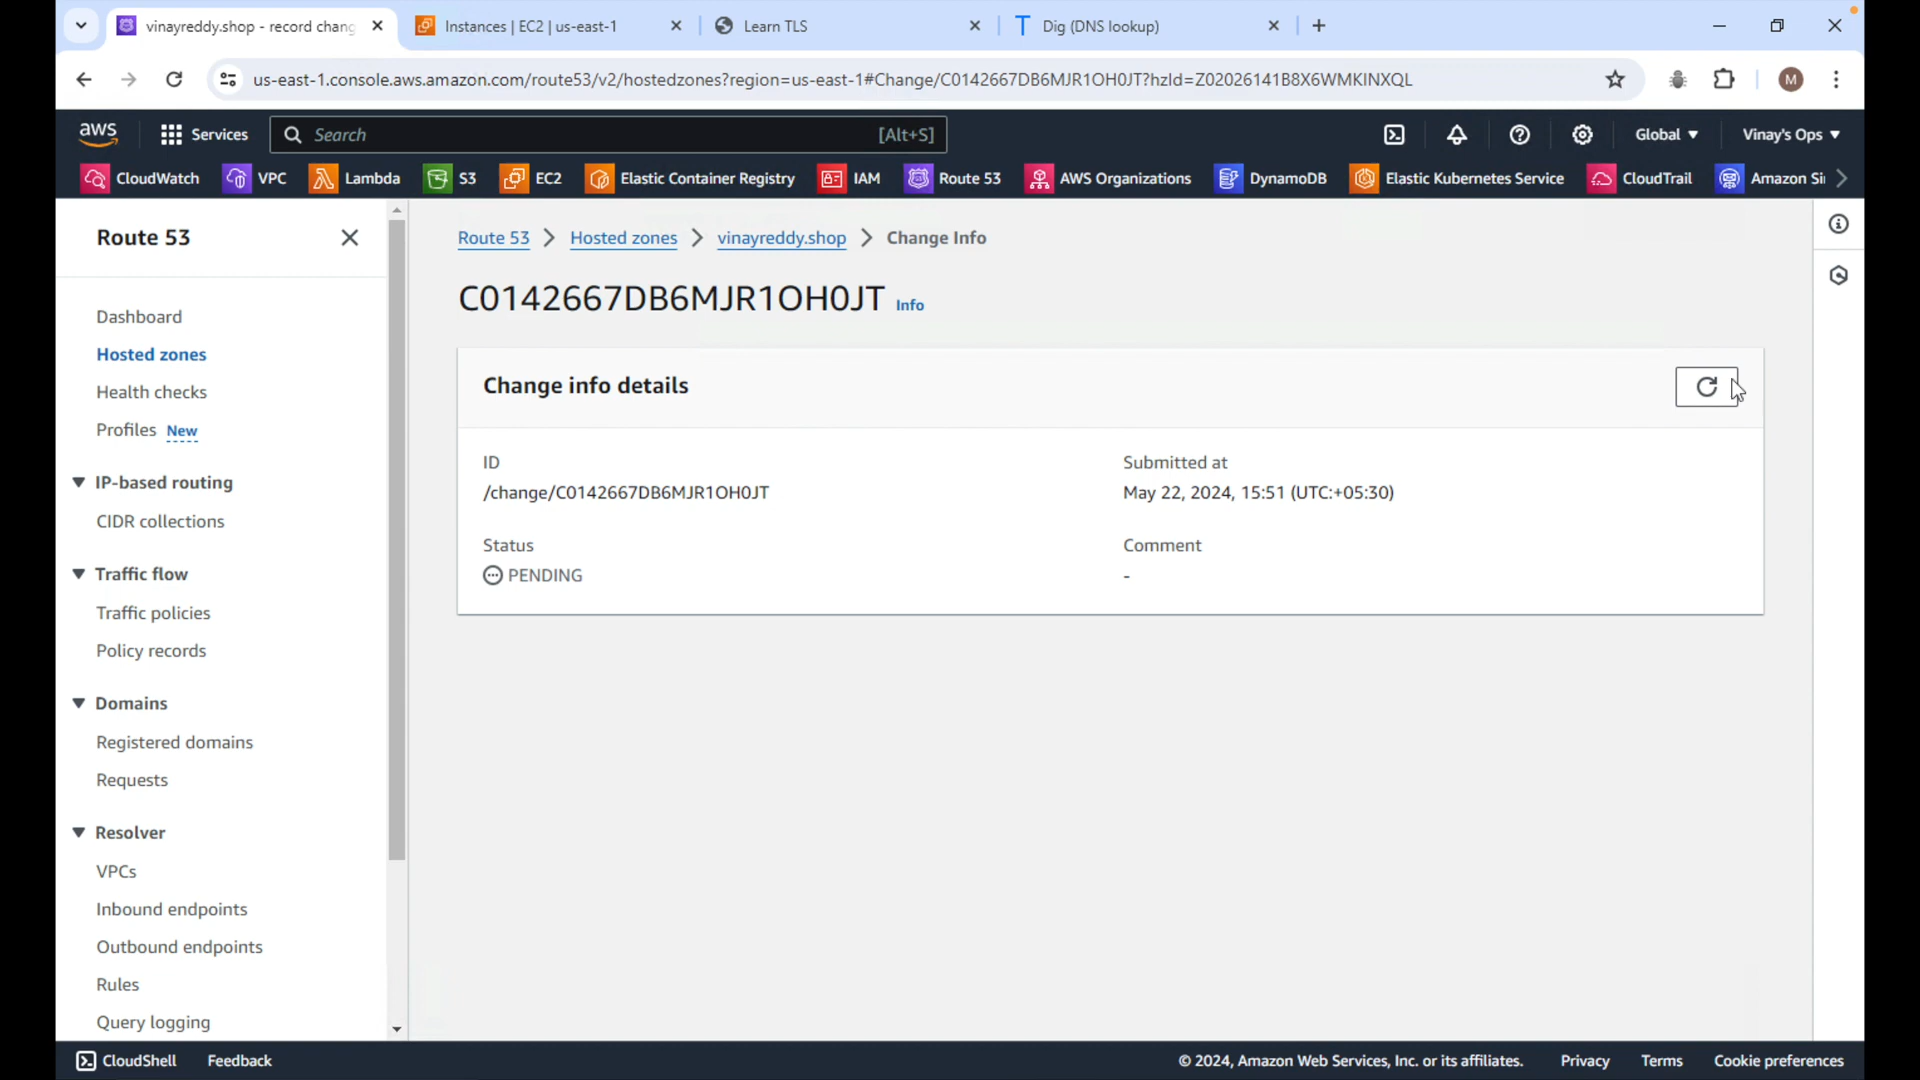 vinayreddy.shop - record chang
Instances | EC2 | us-east-1
Learn TLS
Dig (DNS lookup)
us-east-1.console.aws.amazon.com/route53/v2/hostedzones?region=us-east-1#Change/C0142667DB6MJR1OH0JT?hzId=Z02026141B8X6WMKINXQL
M
aws
Services
Search
[Alt+S]
Global
Vinay's Ops
CloudWatch
VPC
Lambda
S3
EC2
Elastic Container Registry
IAM
Route 53
AWS Organizations
DynamoDB
Elastic Kubernetes Service
CloudTrail
Amazon Si
Route 53
Dashboard
Hosted zones
Health checks
Profiles New
IP-based routing
CIDR collections
Traffic flow
Traffic policies
Policy records
Domains
Registered domains
Requests
Resolver
VPCs
Inbound endpoints
Outbound endpoints
Rules
Query logging
Route 53 > Hosted zones > vinayreddy.shop > Change Info
C0142667DB6MJR1OH0JT Info
Change info details
ID
/change/C0142667DB6MJR1OH0JT
Submitted at
May 22, 2024, 15:51 (UTC:+05:30)
Status
PENDING
Comment
-
CloudShell
Feedback
© 2024, Amazon Web Services, Inc. or its affiliates.
Privacy
Terms
Cookie preferences